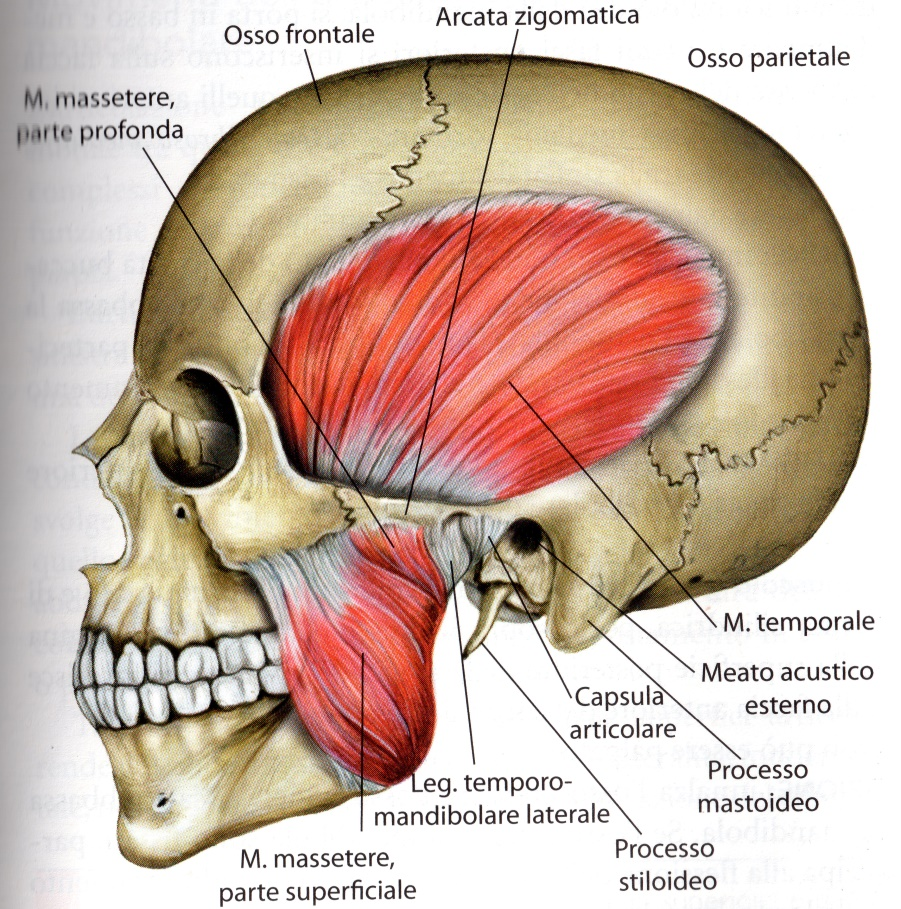 Arcata zigomatica
Osso frontale
Osso parietale
M. massetere,
parte profonda
M. temporale
Meato acustico
esterno
Capsula
articolare
Processo
mastoideo
Leg. temporo-
mandibolare laterale
Processo
stiloideo
M. massetere,
parte superficiale